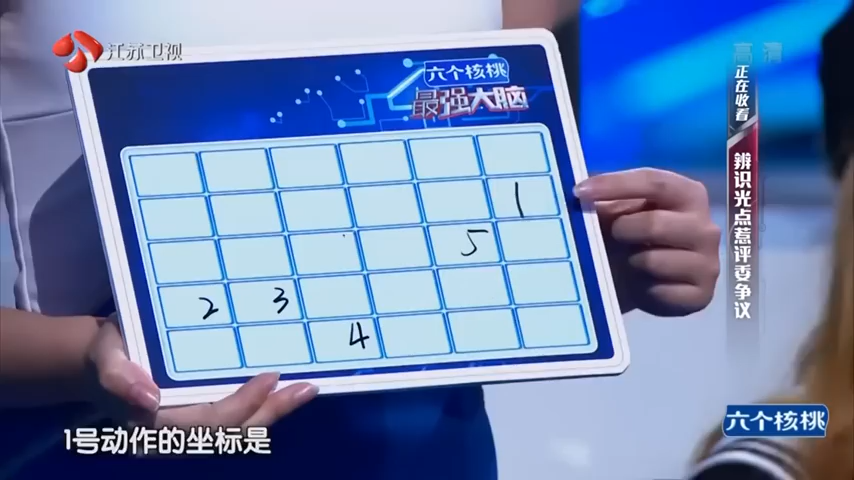 江苏卫视
高清
正在收看
辨识光点惹评委争议
六个核桃
最强大脑
1
5
2 3
4
六个核桃
1号动作的坐标是